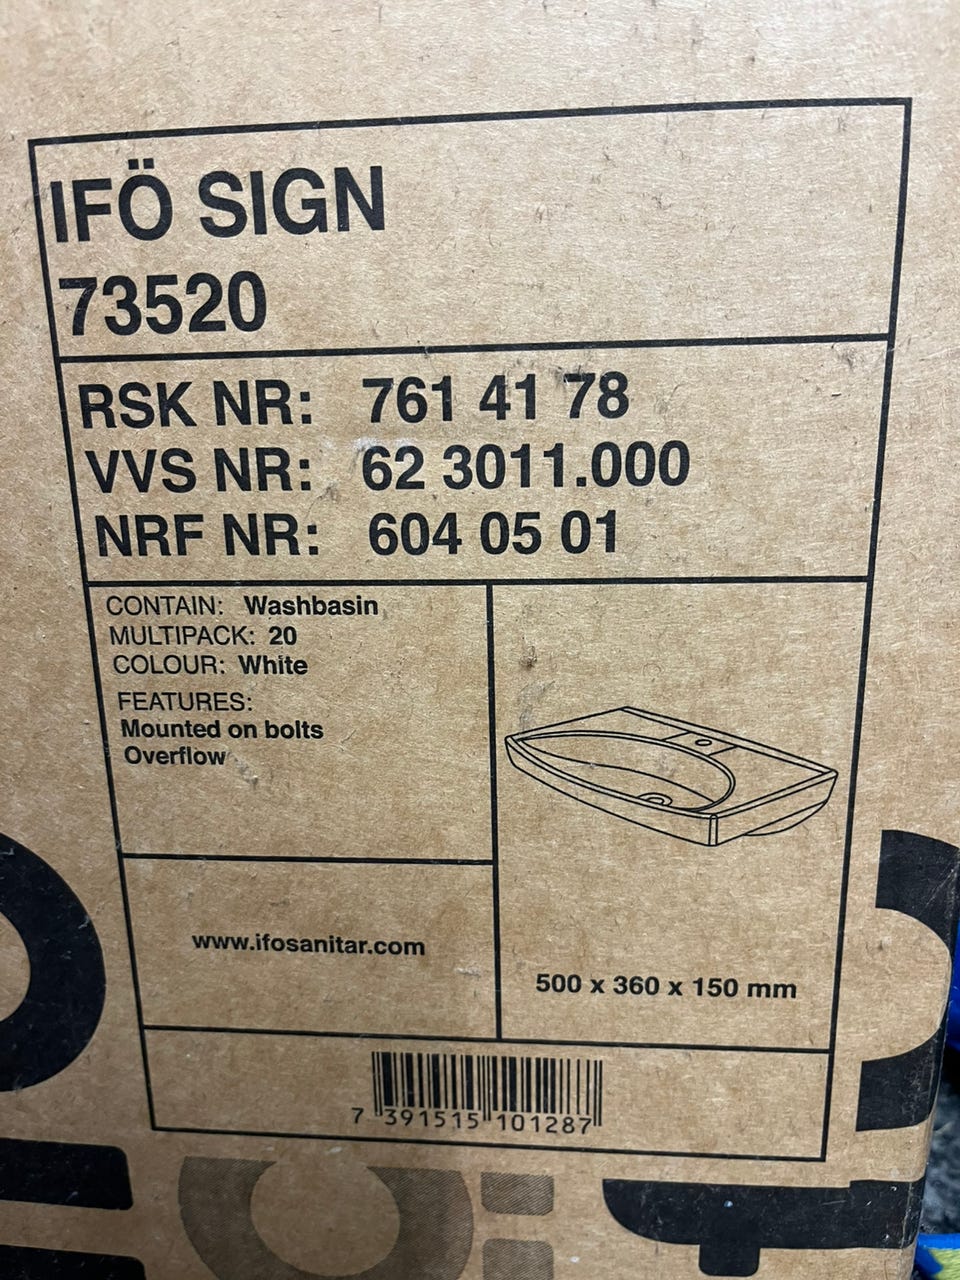 IFÖ SIGN
73520
RSK NR: 761 41 78
VVS NR: 62 3011.000
NRF NR: 604 05 01
CONTAIN: Washbasin
MULTIPACK: 20
COLOUR: White
FEATURES:
Mounted on bolts
Overflow
www.ifosanitar.com
500 x 360 x 150 mm
7 391515 101287